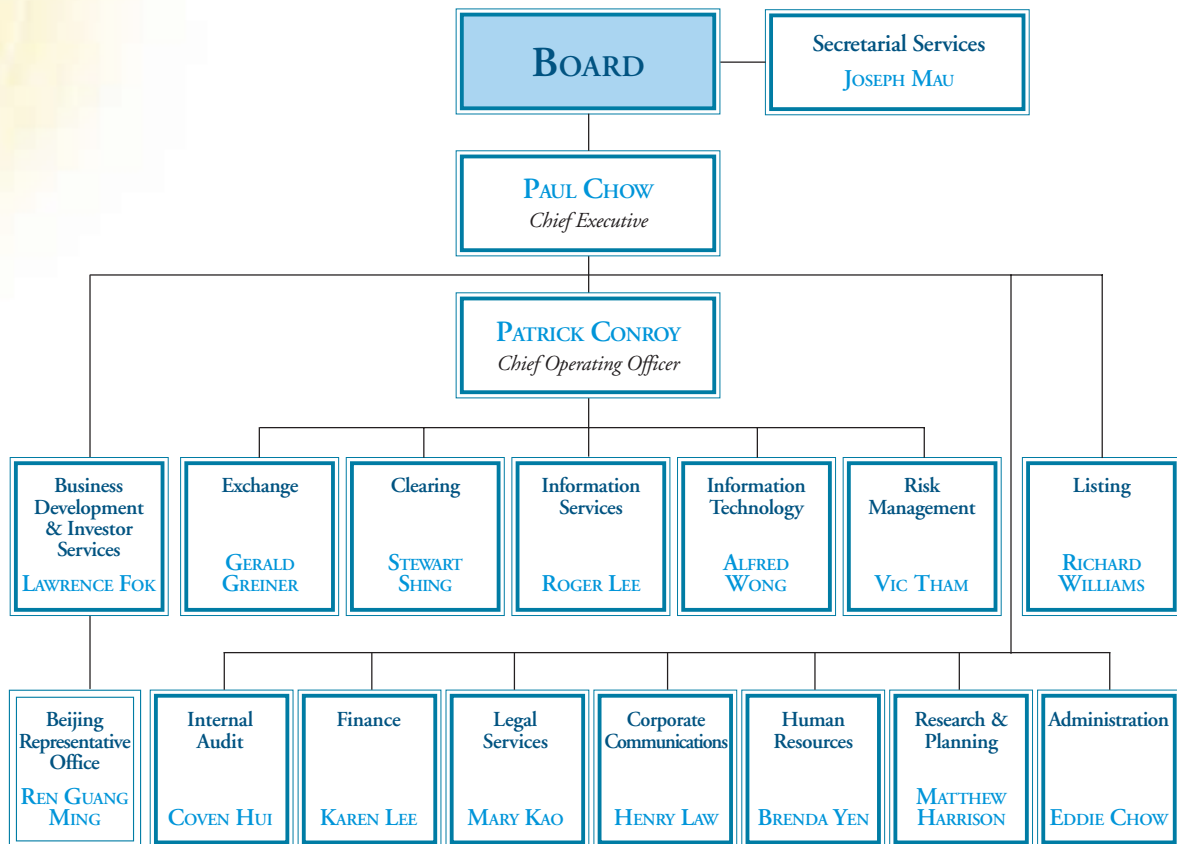 BOARD
Secretarial Services
JOSEPH MAU
PAUL CHOW
Chief Executive
PATRICK CONROY
Chief Operating Officer
Business
Development
& Investor
Services
LAWRENCE FOK
Exchange
GERALD
GREINER
Clearing
STEWART
SHING
Information
Services
ROGER LEE
Information
Technology
ALFRED
WONG
Risk
Management
VIC THAM
Listing
RICHARD
WILLIAMS
Beijing
Representative
Office
REN GUANG
MING
Internal
Audit
COVEN HUI
Finance
KAREN LEE
Legal
Services
MARY KAO
Corporate
Communications
HENRY LAW
Human
Resources
BRENDA YEN
Research &
Planning
MATTHEW
HARRISON
Administration
EDDIE CHOW